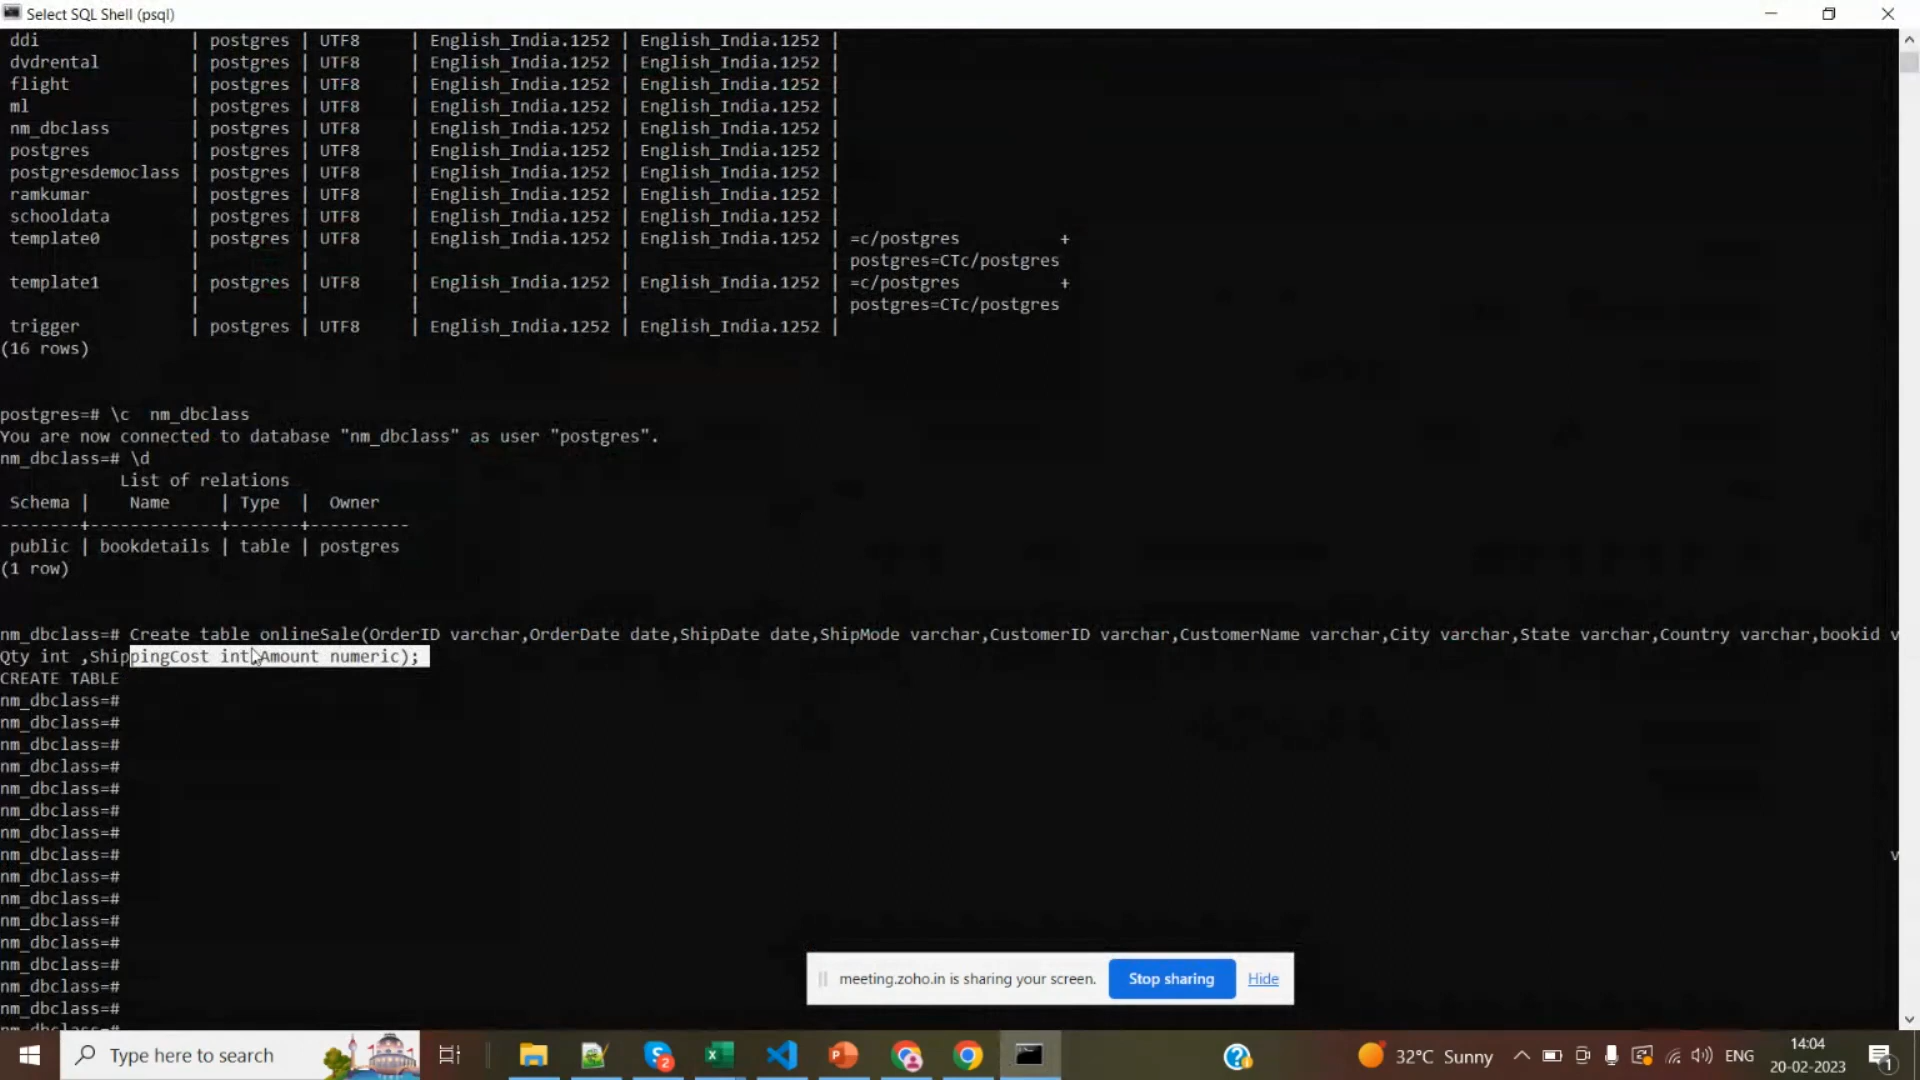 Select SQL Shell (psql)
ddi | postgres | UTF8 | English_India.1252 | English_India.1252 |
dvdrental | postgres | UTF8 | English_India.1252 | English_India.1252 |
flight | postgres | UTF8 | English_India.1252 | English_India.1252 |
ml | postgres | UTF8 | English_India.1252 | English_India.1252 |
nm_dbclass | postgres | UTF8 | English_India.1252 | English_India.1252 |
postgres | postgres | UTF8 | English_India.1252 | English_India.1252 |
postgresdemoclass | postgres | UTF8 | English_India.1252 | English_India.1252 |
ramkumar | postgres | UTF8 | English_India.1252 | English_India.1252 |
schooldata | postgres | UTF8 | English_India.1252 | English_India.1252 |
template0 | postgres | UTF8 | English_India.1252 | English_India.1252 | =c/postgres +
| | | | | postgres=CTc/postgres
template1 | postgres | UTF8 | English_India.1252 | English_India.1252 | =c/postgres +
| | | | | postgres=CTc/postgres
trigger | postgres | UTF8 | English_India.1252 | English_India.1252 |
(16 rows)
postgres=# \c nm_dbclass
You are now connected to database "nm_dbclass" as user "postgres".
nm_dbclass=# \d
List of relations
Schema | Name | Type | Owner
--------+-------------+-------+----------
public | bookdetails | table | postgres
(1 row)
nm_dbclass=# Create table onlineSale(OrderID varchar,OrderDate date,ShipDate date,ShipMode varchar,CustomerID varchar,CustomerName varchar,City varchar,State varchar,Country varchar,bookid v
Qty int ,ShippingCost int,Amount numeric);
CREATE TABLE
nm_dbclass=#
nm_dbclass=#
nm_dbclass=#
nm_dbclass=#
nm_dbclass=#
nm_dbclass=#
nm_dbclass=#
nm_dbclass=# v
nm_dbclass=#
nm_dbclass=#
nm_dbclass=#
nm_dbclass=#
nm_dbclass=#
nm_dbclass=#
nm_dbclass=#
nm_dbclass=#
meeting.zoho.in is sharing your screen. Stop sharing Hide
Type here to search
2
32°C Sunny
ENG
14:04
20-02-2023
1